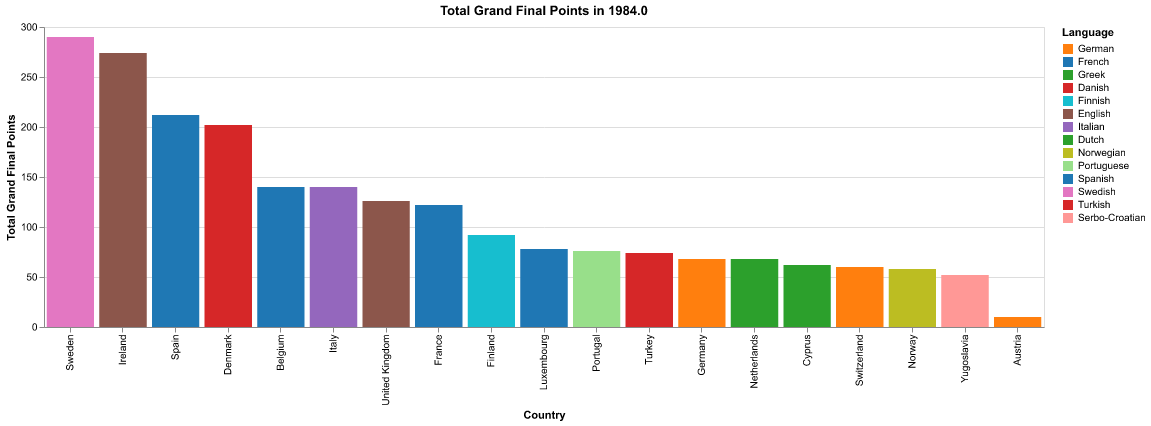 Total Grand Final Points in 1984.0
Total Grand Final Points
300
250
200
150
100
50
0
Sweden
Ireland
Spain
Denmark
Belgium
Italy
United Kingdom
France
Finland
Luxembourg
Portugal
Turkey
Germany
Netherlands
Cyprus
Switzerland
Norway
Yugoslavia
Austria
Country
Language
German
French
Greek
Danish
Finnish
English
Italian
Dutch
Norwegian
Portuguese
Spanish
Swedish
Turkish
Serbo-Croatian